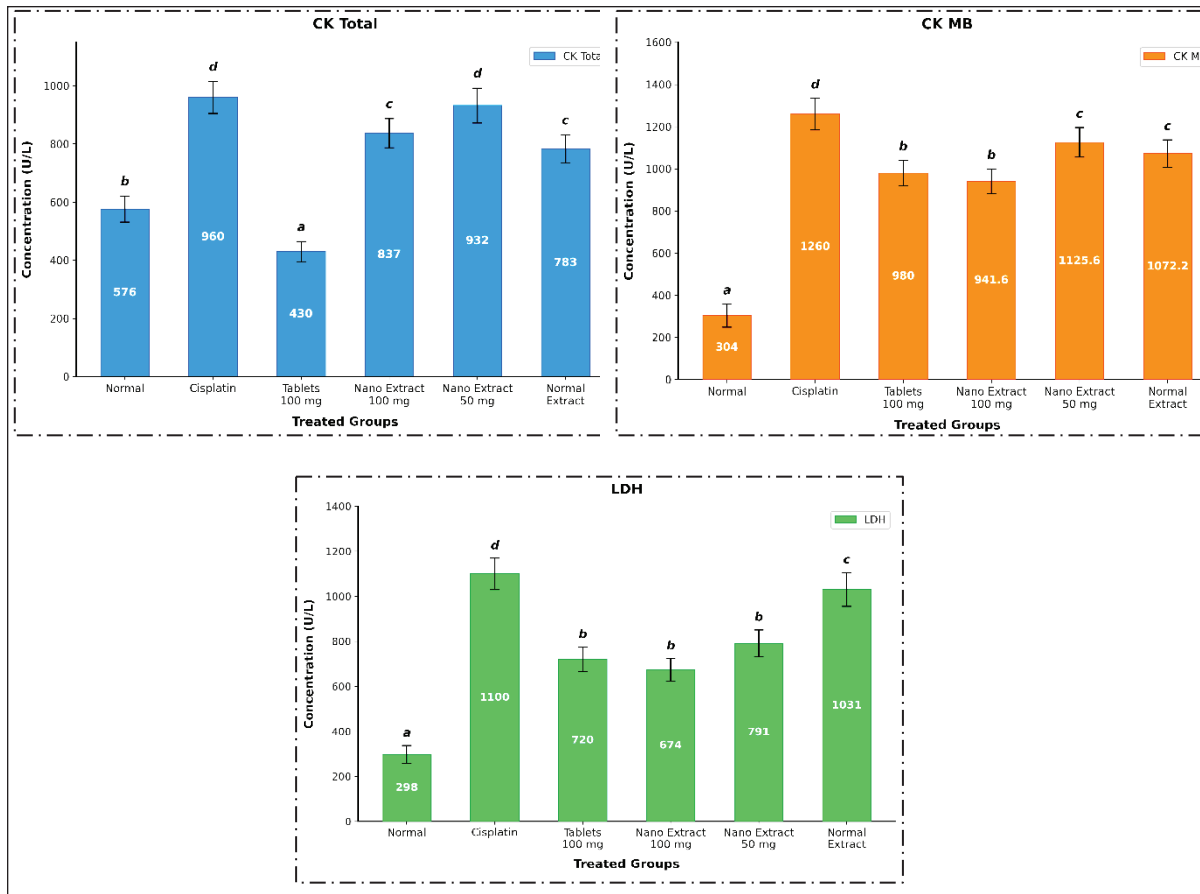 CK Total
CK Tota
Concentration (U/L)
1000
800
600
400
200
0
b
d
a
c
d
c
576
960
430
837
932
783
Normal
Cisplatin
Tablets
100 mg
Nano Extract
100 mg
Nano Extract
50 mg
Normal
Extract
Treated Groups
CK MB
CK M
Concentration (U/L)
1600
1400
1200
1000
800
600
400
200
0
a
d
b
b
c
c
304
1260
980
941.6
1125.6
1072.2
Normal
Cisplatin
Tablets
100 mg
Nano Extract
100 mg
Nano Extract
50 mg
Normal
Extract
Treated Groups
LDH
LDH
Concentration (U/L)
1400
1200
1000
800
600
400
200
0
a
d
b
b
b
c
298
1100
720
674
791
1031
Normal
Cisplatin
Tablets
100 mg
Nano Extract
100 mg
Nano Extract
50 mg
Normal
Extract
Treated Groups